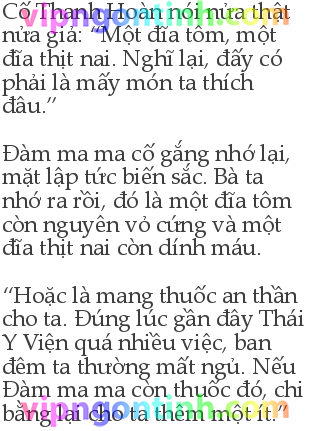 Cố Thanh Hoàn nói nửa thật
vipngontinh.com
nửa giả: “Một đĩa tôm, một
đĩa thịt nai. Nghĩ lại, đấy có
phải là mấy món ta thích
đâu.”
Đàm ma ma cố gắng nhớ lại,
mặt lập tức biến sắc. Bà ta
nhớ ra rồi, đó là một đĩa tôm
còn nguyên vỏ cứng và một
đĩa thịt nai còn dính máu.
“Hoặc là mang thuốc an thần
cho ta. Đúng lúc gần đây Thái
Y Viện quá nhiều việc, ban
đêm ta thường mất ngủ. Nếu
Đàm ma ma còn thuốc đó, chi
bằng lại cho ta thêm một ít.”
vipngontinh.com